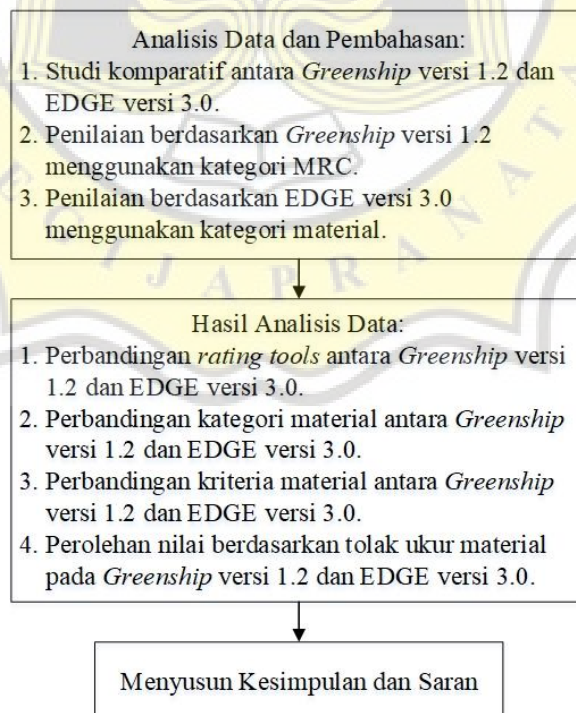 Analisis Data dan Pembahasan:
1. Studi komparatif antara Greenship versi 1.2 dan
EDGE versi 3.0.
2. Penilaian berdasarkan Greenship versi 1.2
menggunakan kategori MRC.
3. Penilaian berdasarkan EDGE versi 3.0
menggunakan kategori material.
GIJAPRANAT
Hasil Analisis Data:
1. Perbandingan rating tools antara Greenship versi
1.2 dan EDGE versi 3.0.
2. Perbandingan kategori material antara Greenship
versi 1.2 dan EDGE versi 3.0.
3. Perbandingan kriteria material antara Greenship
versi 1.2 dan EDGE versi 3.0.
4. Perolehan nilai berdasarkan tolak ukur material
pada Greenship versi 1.2 dan EDGE versi 3.0.
Menyusun Kesimpulan dan Saran